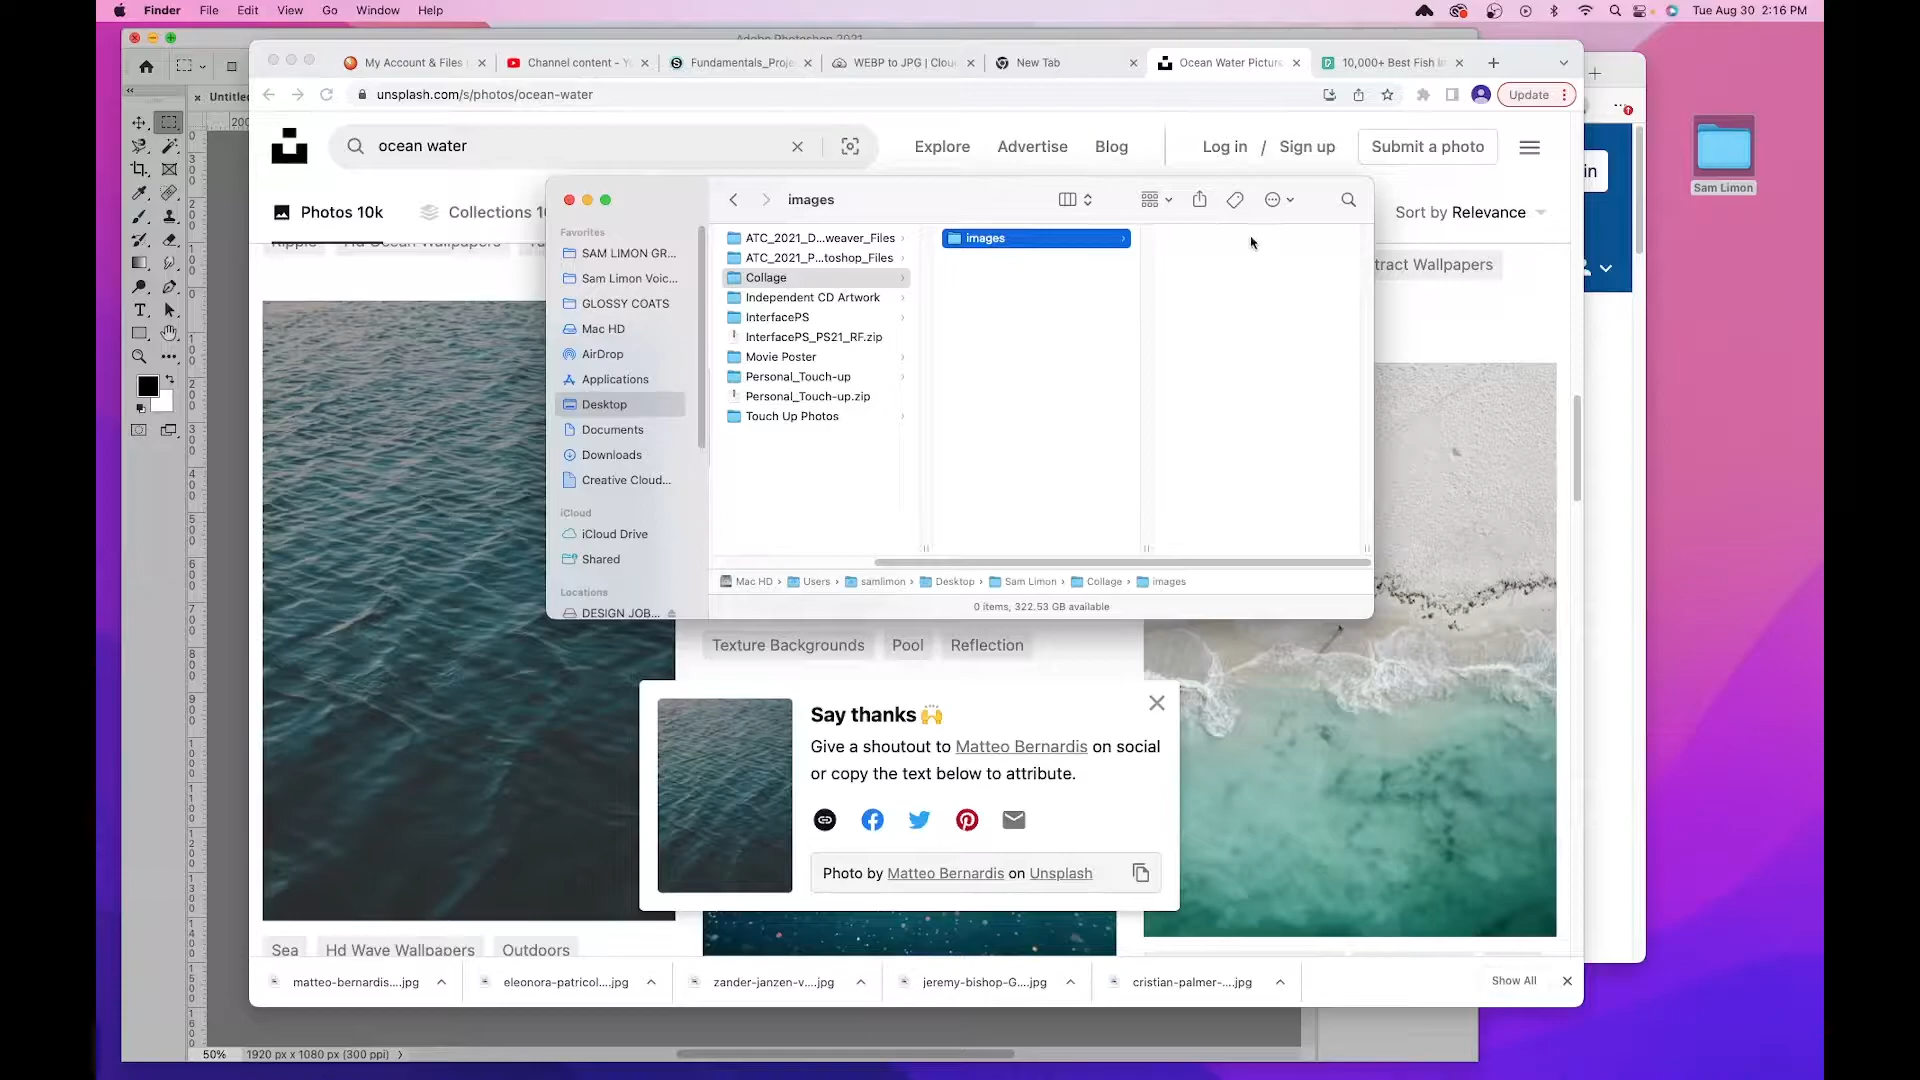 Finder File Edit View Go Window Help
Tue Aug 30 2:16 PM
Adobe Photoshop 2021
My Account & Files
Channel content - Y
Fundamentals_Proje
WEBP to JPG | Clou
New Tab
Ocean Water Picture
10,000+ Best Fish
unsplash.com/s/photos/ocean-water
Update
Untitle
ocean water
Explore
Advertise
Blog
Log in / Sign up
Submit a photo
in
Sam Limon
Photos 10k
Collections 1
Sort by Relevance
images
Favorites
SAM LIMON GR...
Sam Limon Voic...
GLOSSY COATS
Mac HD
AirDrop
Applications
Desktop
Documents
Downloads
Creative Cloud...
iCloud
iCloud Drive
Shared
Locations
DESIGN JOB...
ATC_2021_D...weaver_Files
ATC_2021_P...toshop_Files
Collage
Independent CD Artwork
InterfacePS
InterfacePS_PS21_RF.zip
Movie Poster
Personal_Touch-up
Personal_Touch-up.zip
Touch Up Photos
images
tract Wallpapers
Mac HD › Users › samlimon › Desktop › Sam Limon › Collage › images
0 items, 322.53 GB available
Texture Backgrounds
Pool
Reflection
Say thanks 🙌
Give a shoutout to Matteo Bernardis on social
or copy the text below to attribute.
Photo by Matteo Bernardis on Unsplash
Sea
Hd Wave Wallpapers
Outdoors
matteo-bernardis....jpg
eleonora-patricol....jpg
zander-janzen-v....jpg
jeremy-bishop-G....jpg
cristian-palmer-....jpg
Show All
50%
1920 px x 1080 px (300 ppi)